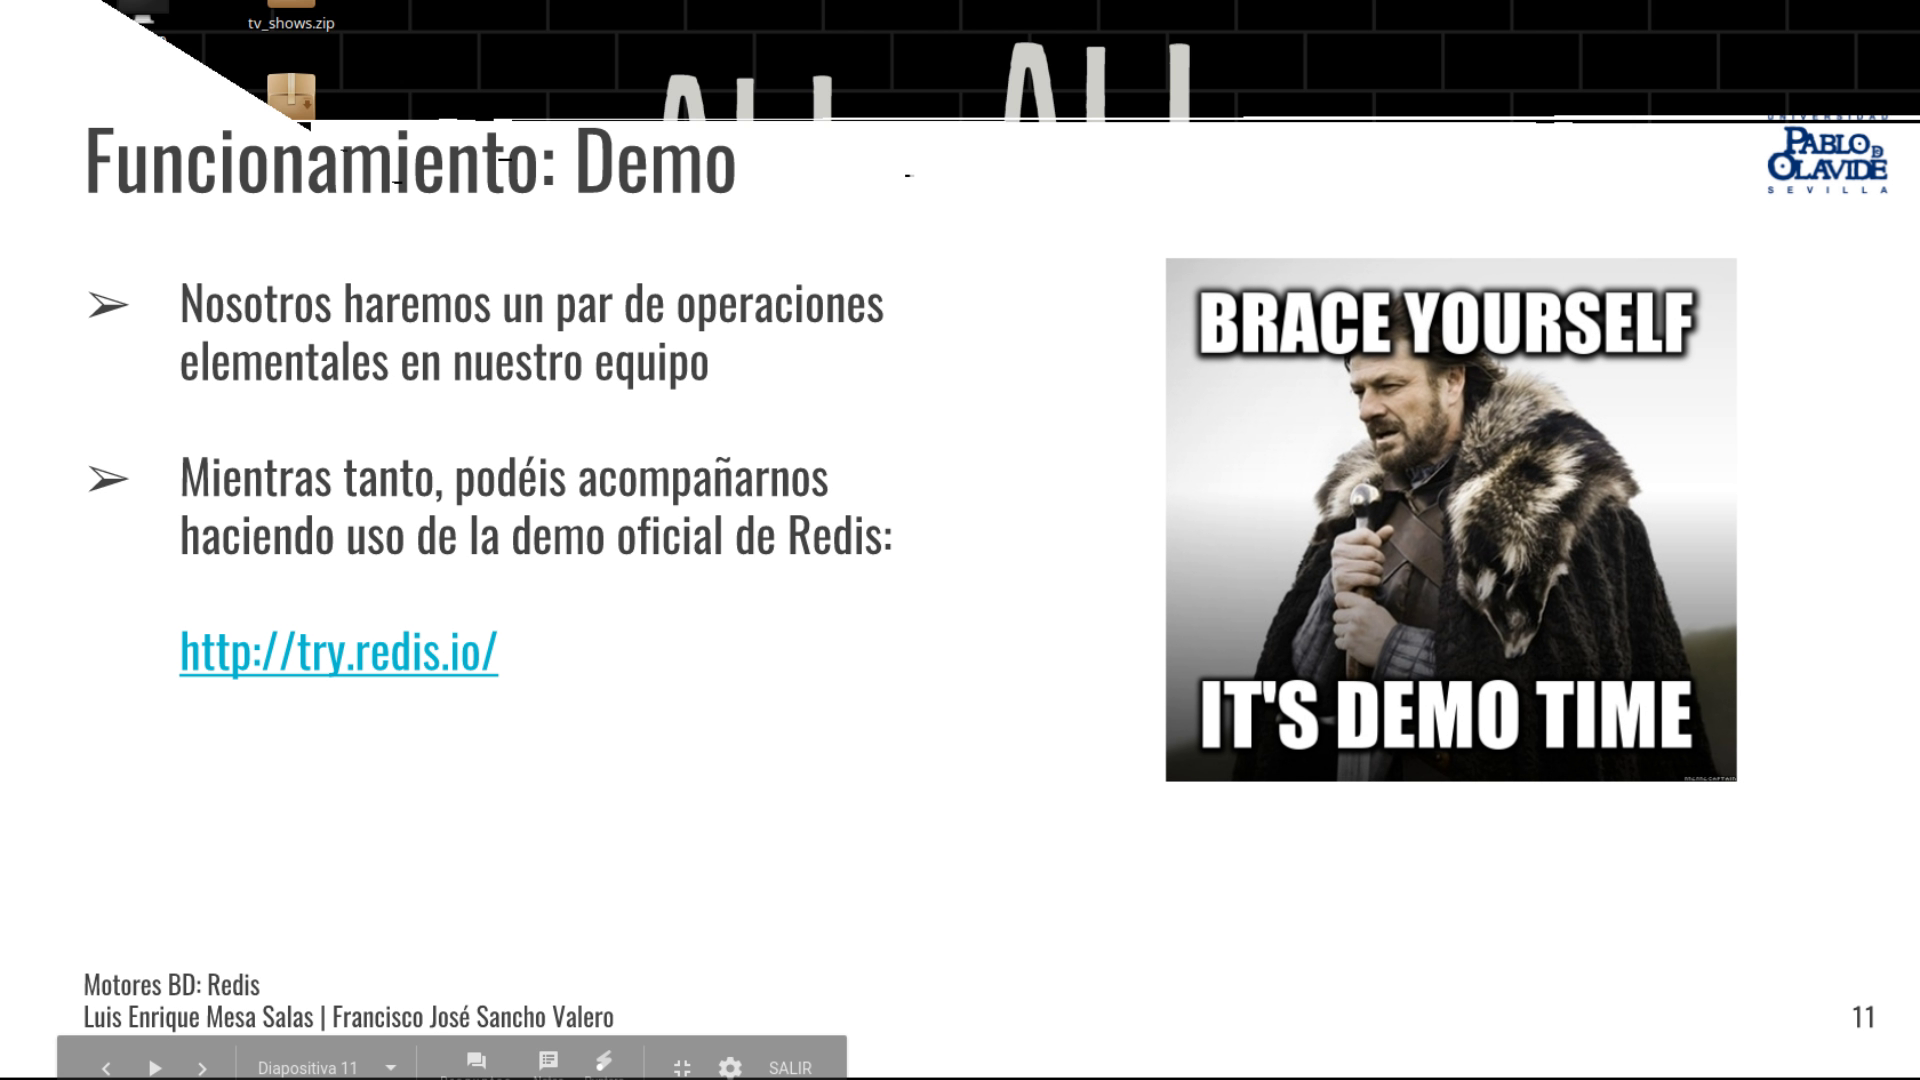 tv_shows.zip
ALL ALL
Funcionamiento: Demo
UNIVERSIDAD
PABLO DE
OLAVIDE
SEVILLA
➢ Nosotros haremos un par de operaciones
elementales en nuestro equipo
➢ Mientras tanto, podéis acompañarnos
haciendo uso de la demo oficial de Redis:
http://try.redis.io/
BRACE YOURSELF
IT'S DEMO TIME
Motores BD: Redis
Luis Enrique Mesa Salas | Francisco José Sancho Valero
11
Diapositiva 11
SALIR